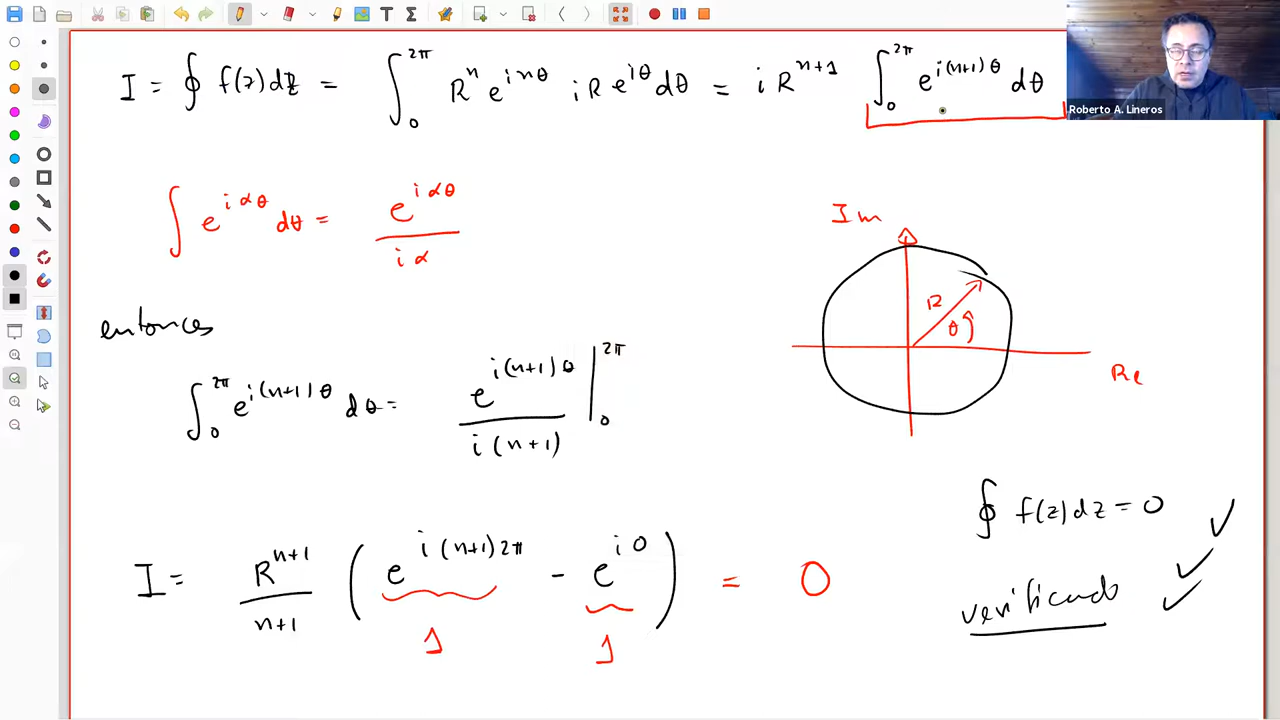 I = ∮ f(z)dz = ∫₀^{2π} Rⁿ e^{inθ} i R e^{iθ} dθ = i R^{n+1} ∫₀^{2π} e^{i(n+1)θ} dθ
Roberto A. Lineros
∫ e^{iαθ} dθ = e^{iαθ} / iα
Im
R
θ
Re
entonces
∫₀^{2π} e^{i(n+1)θ} dθ = e^{i(n+1)θ} / i(n+1) |₀^{2π}
∮ f(z)dz = 0 ✓
I = R^{n+1} / n+1 ( e^{i(n+1)2π} - e^{i0} ) = 0
1 1
verificado ✓ ✓